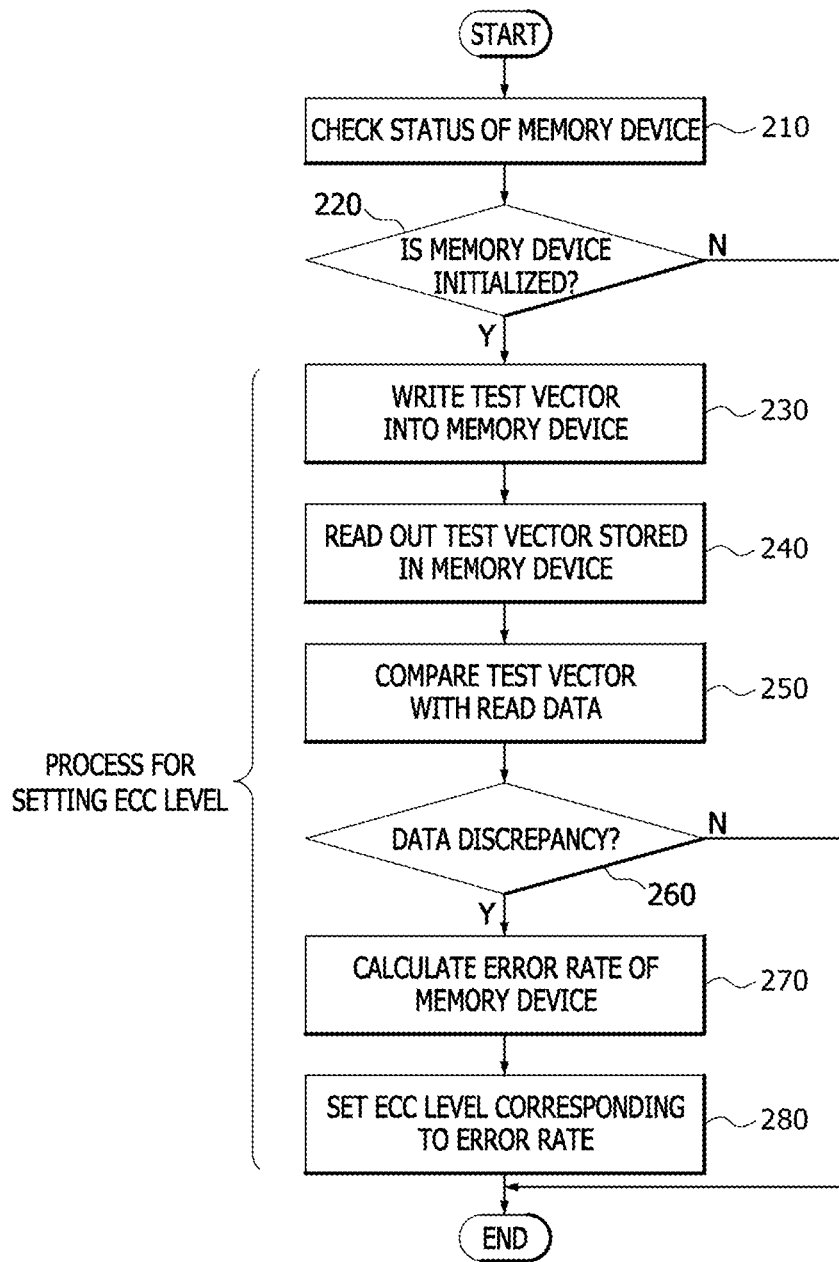 START
CHECK STATUS OF MEMORY DEVICE
210
220
IS MEMORY DEVICE
INITIALIZED?
N
Y
WRITE TEST VECTOR
INTO MEMORY DEVICE
230
READ OUT TEST VECTOR STORED
IN MEMORY DEVICE
240
COMPARE TEST VECTOR
WITH READ DATA
250
PROCESS FOR
SETTING ECC LEVEL
DATA DISCREPANCY?
N
260
Y
CALCULATE ERROR RATE OF
MEMORY DEVICE
270
SET ECC LEVEL CORRESPONDING
TO ERROR RATE
280
END